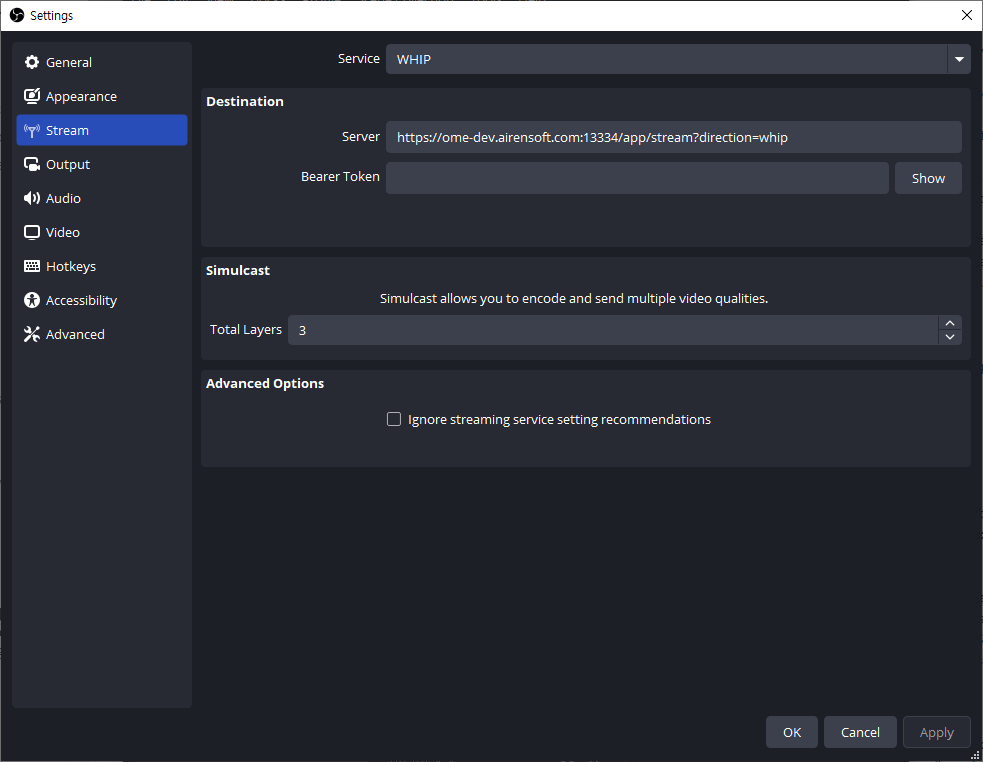 Settings
General
Appearance
Stream
Output
Audio
Video
Hotkeys
Accessibility
Advanced
Service WHIP
Destination
Server https://ome-dev.airensoft.com:13334/app/stream?direction=whip
Bearer Token Show
Simulcast
Simulcast allows you to encode and send multiple video qualities.
Total Layers 3
Advanced Options
Ignore streaming service setting recommendations
OK Cancel Apply